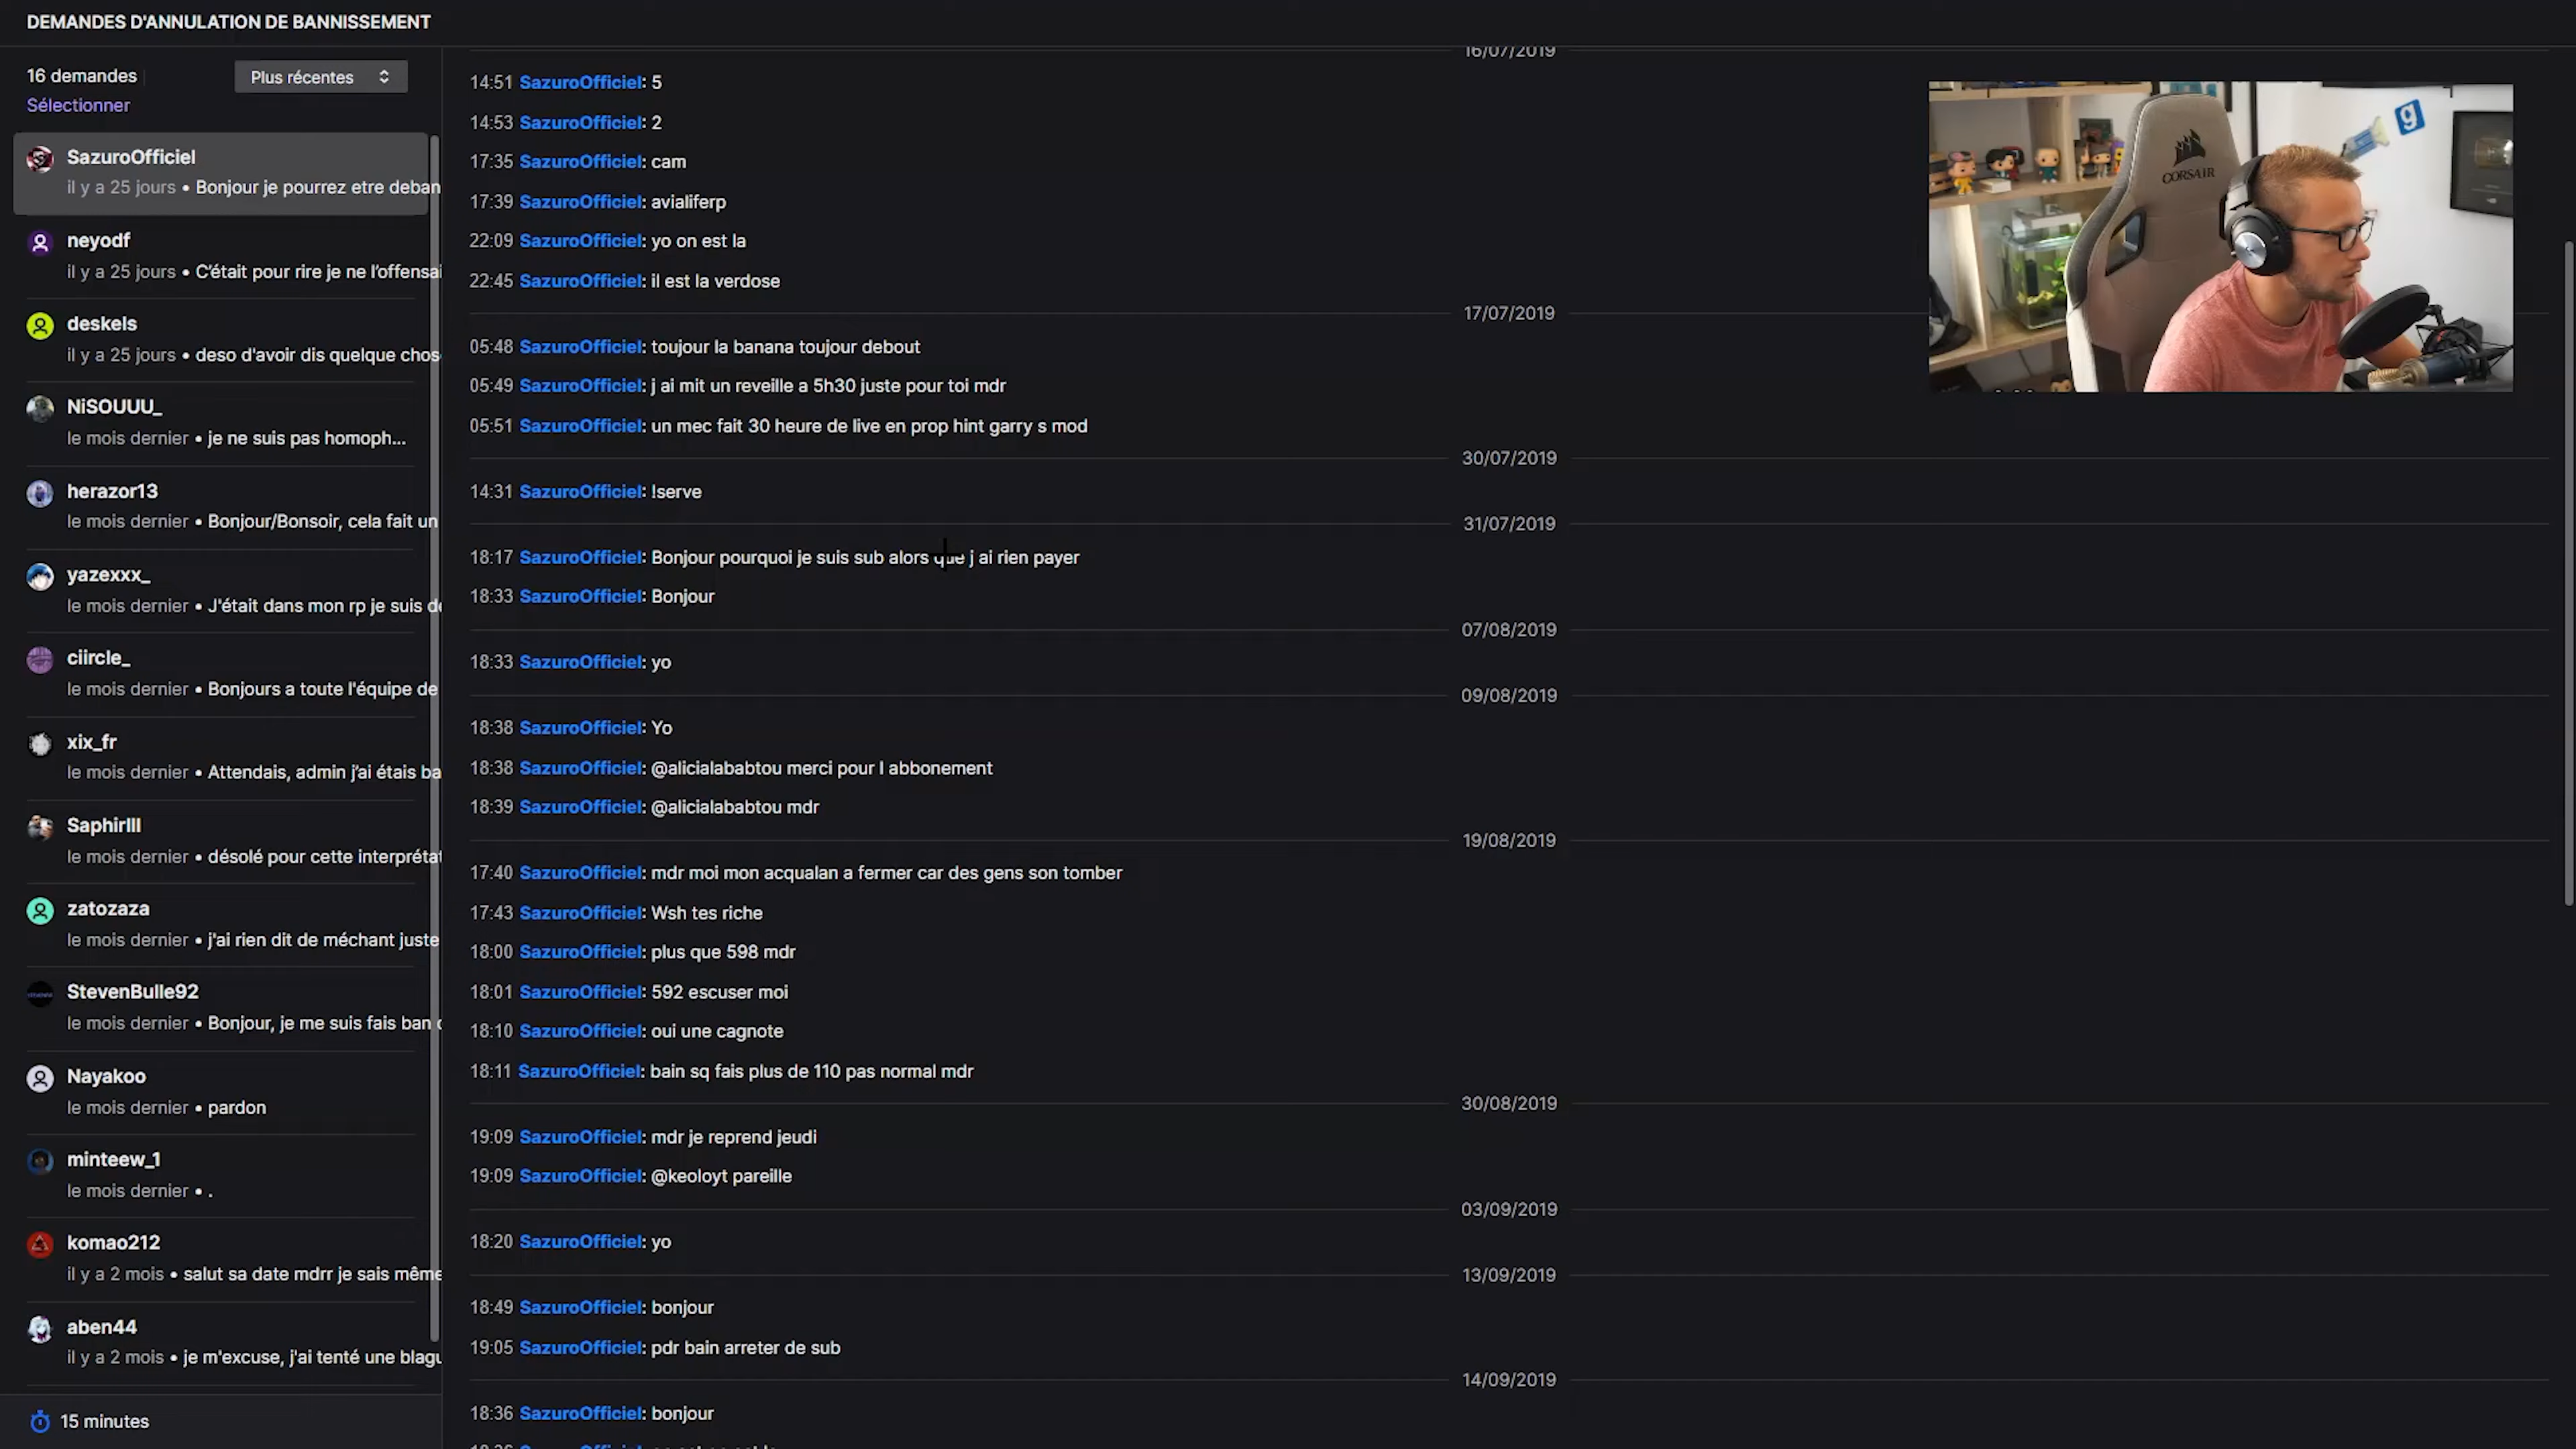 DEMANDES D'ANNULATION DE BANNISSEMENT
16 demandes
Plus récentes
Sélectionner
SazuroOfficiel
il y a 25 jours • Bonjour je pourrez etre deban
neyodf
il y a 25 jours • C'était pour rire je ne l'offensai
deskels
il y a 25 jours • deso d'avoir dis quelque chos
NiSOUUU_
le mois dernier • je ne suis pas homoph...
herazor13
le mois dernier • Bonjour/Bonsoir, cela fait un
yazexxx_
le mois dernier • J'était dans mon rp je suis de
ciircle_
le mois dernier • Bonjours a toute l'équipe de
xix_fr
le mois dernier • Attendais, admin j'ai étais ba
SaphirIII
le mois dernier • désolé pour cette interprétat
zatozaza
le mois dernier • j'ai rien dit de méchant juste
StevenBulle92
le mois dernier • Bonjour, je me suis fais ban
Nayakoo
le mois dernier • pardon
minteew_1
le mois dernier • .
komao212
il y a 2 mois • salut sa date mdrr je sais même
aben44
il y a 2 mois • je m'excuse, j'ai tenté une blagu
15 minutes
16/07/2019
14:51 SazuroOfficiel: 5
14:53 SazuroOfficiel: 2
17:35 SazuroOfficiel: cam
17:39 SazuroOfficiel: avialiferp
22:09 SazuroOfficiel: yo on est la
22:45 SazuroOfficiel: il est la verdose
17/07/2019
05:48 SazuroOfficiel: toujour la banana toujour debout
05:49 SazuroOfficiel: j ai mit un reveille a 5h30 juste pour toi mdr
05:51 SazuroOfficiel: un mec fait 30 heure de live en prop hint garry s mod
30/07/2019
14:31 SazuroOfficiel: !serve
31/07/2019
18:17 SazuroOfficiel: Bonjour pourquoi je suis sub alors que j ai rien payer
18:33 SazuroOfficiel: Bonjour
07/08/2019
18:33 SazuroOfficiel: yo
09/08/2019
18:38 SazuroOfficiel: Yo
18:38 SazuroOfficiel: @alicialababtou merci pour l abbonement
18:39 SazuroOfficiel: @alicialababtou mdr
19/08/2019
17:40 SazuroOfficiel: mdr moi mon acqualan a fermer car des gens son tomber
17:43 SazuroOfficiel: Wsh tes riche
18:00 SazuroOfficiel: plus que 598 mdr
18:01 SazuroOfficiel: 592 escuser moi
18:10 SazuroOfficiel: oui une cagnote
18:11 SazuroOfficiel: bain sq fais plus de 110 pas normal mdr
30/08/2019
19:09 SazuroOfficiel: mdr je reprend jeudi
19:09 SazuroOfficiel: @keoloyt pareille
03/09/2019
18:20 SazuroOfficiel: yo
13/09/2019
18:49 SazuroOfficiel: bonjour
19:05 SazuroOfficiel: pdr bain arreter de sub
14/09/2019
18:36 SazuroOfficiel: bonjour
CORSAIR
g